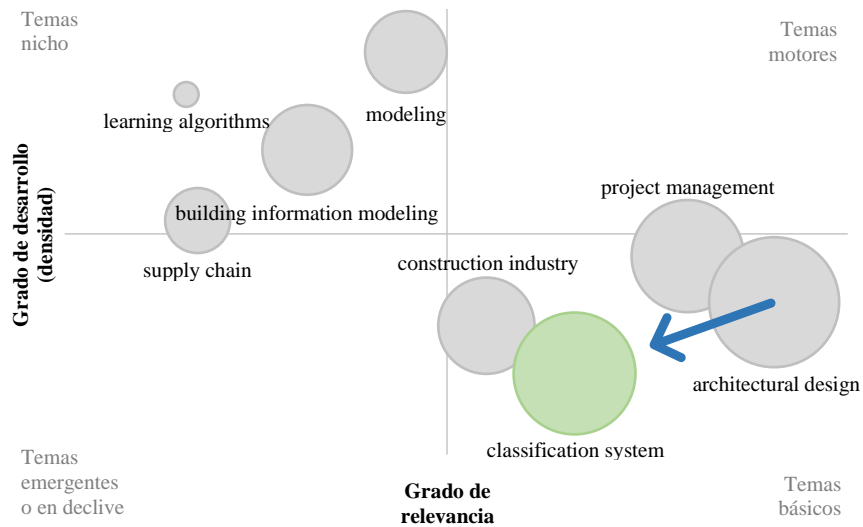 Temas
nicho
Temas
motores
learning algorithms
modeling
project management
building information modeling
supply chain
construction industry
architectural design
classification system
Grado de desarrollo
(densidad)
Temas
emergentes
o en declive
Grado de
relevancia
Temas
básicos